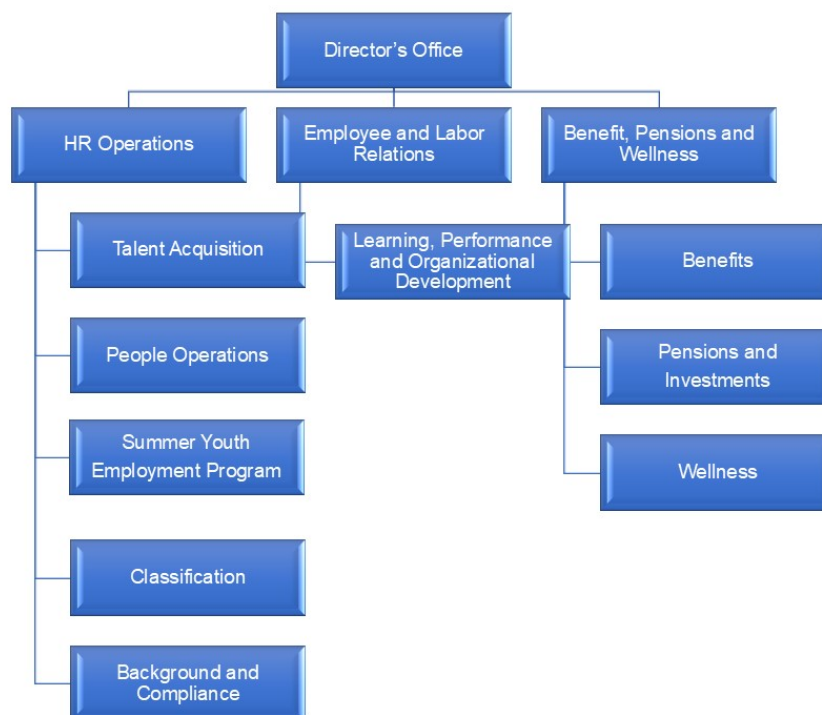 Director’s Office
HR Operations
Employee and Labor
Relations
Benefit, Pensions and
Wellness
Talent Acquisition
People Operations
Summer Youth
Employment Program
Classification
Background and
Compliance
Learning, Performance
and Organizational
Development
Benefits
Pensions and
Investments
Wellness